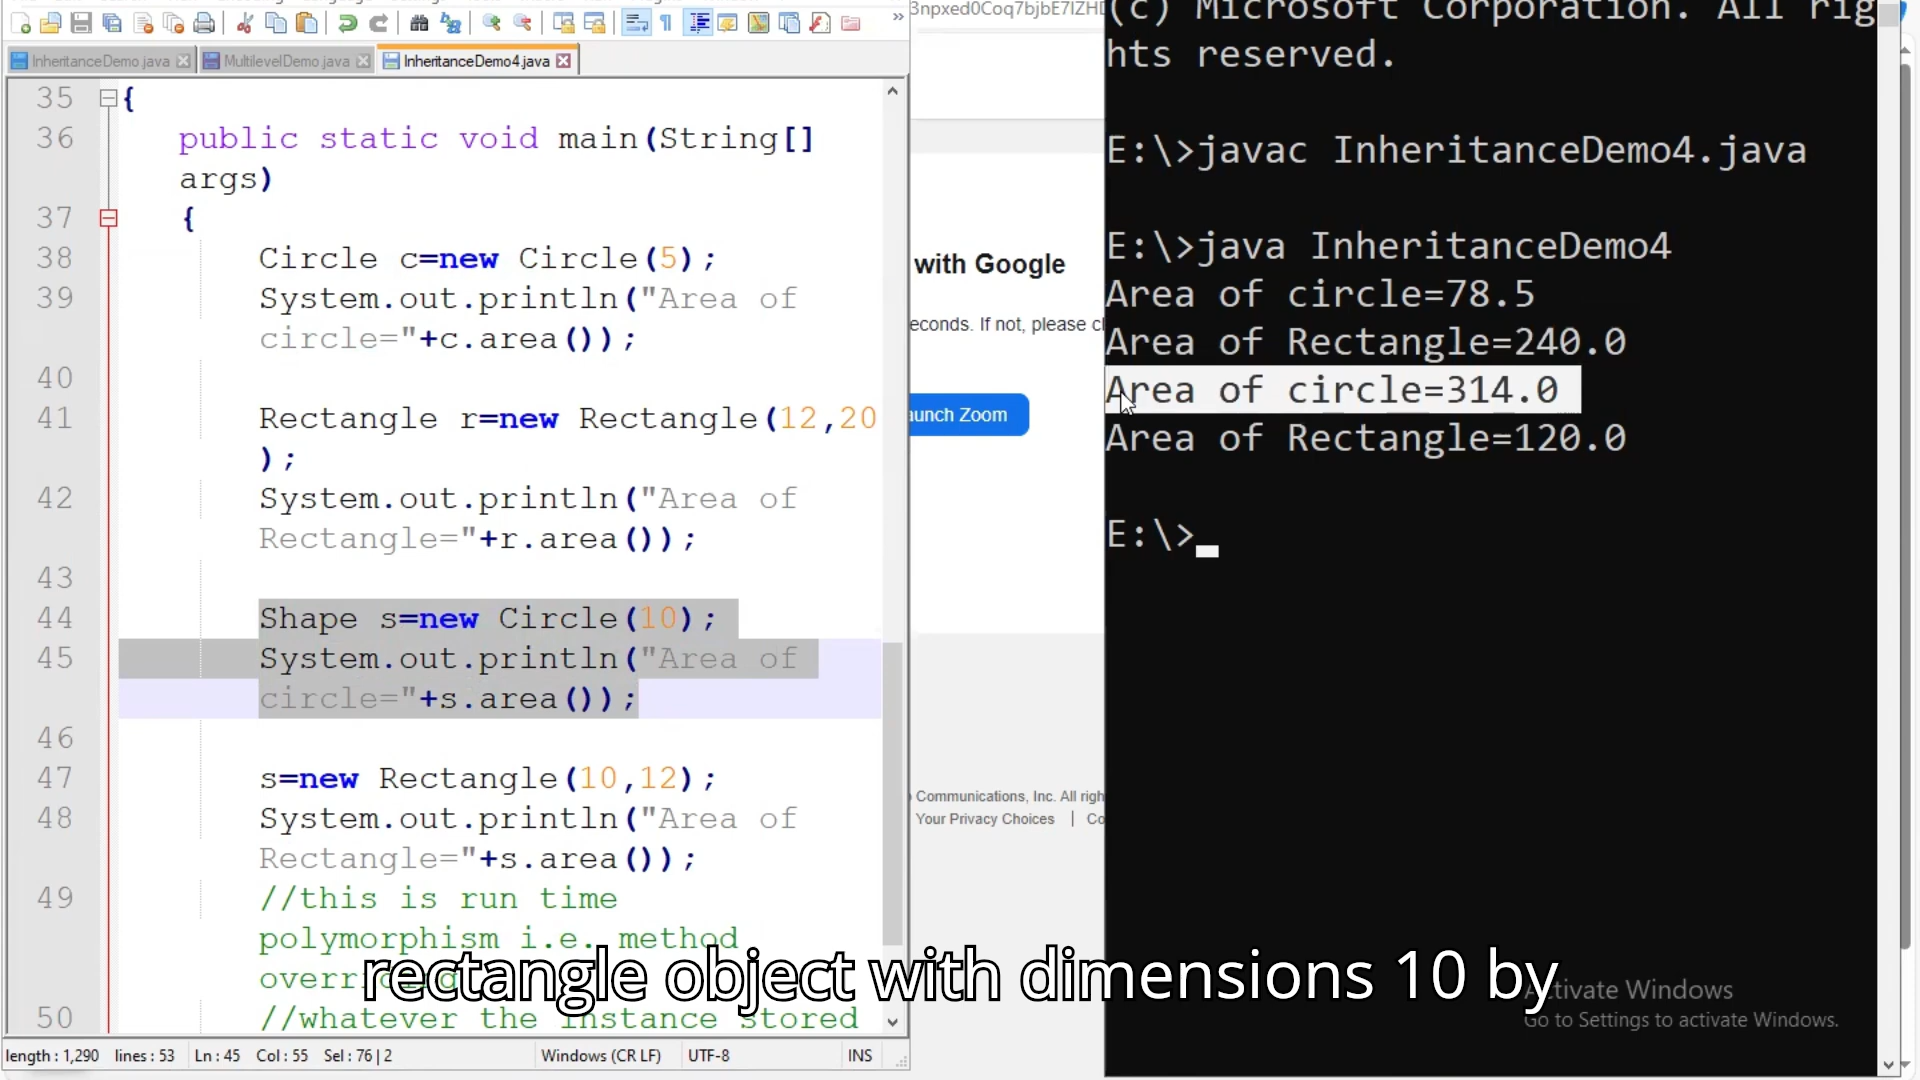 3npxed0Coq7bjbE7IZHD
InheritanceDemo.java
MultilevelDemo.java
InheritanceDemo4.java
35 {
36 public static void main(String[]
args)
37 {
38 Circle c=new Circle(5);
39 System.out.println("Area of
circle="+c.area());
40
41 Rectangle r=new Rectangle(12,20
);
42 System.out.println("Area of
Rectangle="+r.area());
43
44 Shape s=new Circle(10);
45 System.out.println("Area of
circle="+s.area());
46
47 s=new Rectangle(10,12);
48 System.out.println("Area of
Rectangle="+s.area());
49 //this is run time
polymorphism i.e. method
50 //whatever the instance stored
length : 1,290 lines : 53 Ln : 45 Col : 55 Sel : 76 | 2 Windows (CR LF) UTF-8 INS
with Google
econds. If not, please cl
aunch Zoom
Communications, Inc. All righ
Your Privacy Choices | Co
(c) Microsoft Corporation. All rig
hts reserved.
E:\>javac InheritanceDemo4.java
E:\>java InheritanceDemo4
Area of circle=78.5
Area of Rectangle=240.0
Area of circle=314.0
Area of Rectangle=120.0
E:\>
rectangle object with dimensions 10 by
Activate Windows
Go to Settings to activate Windows.